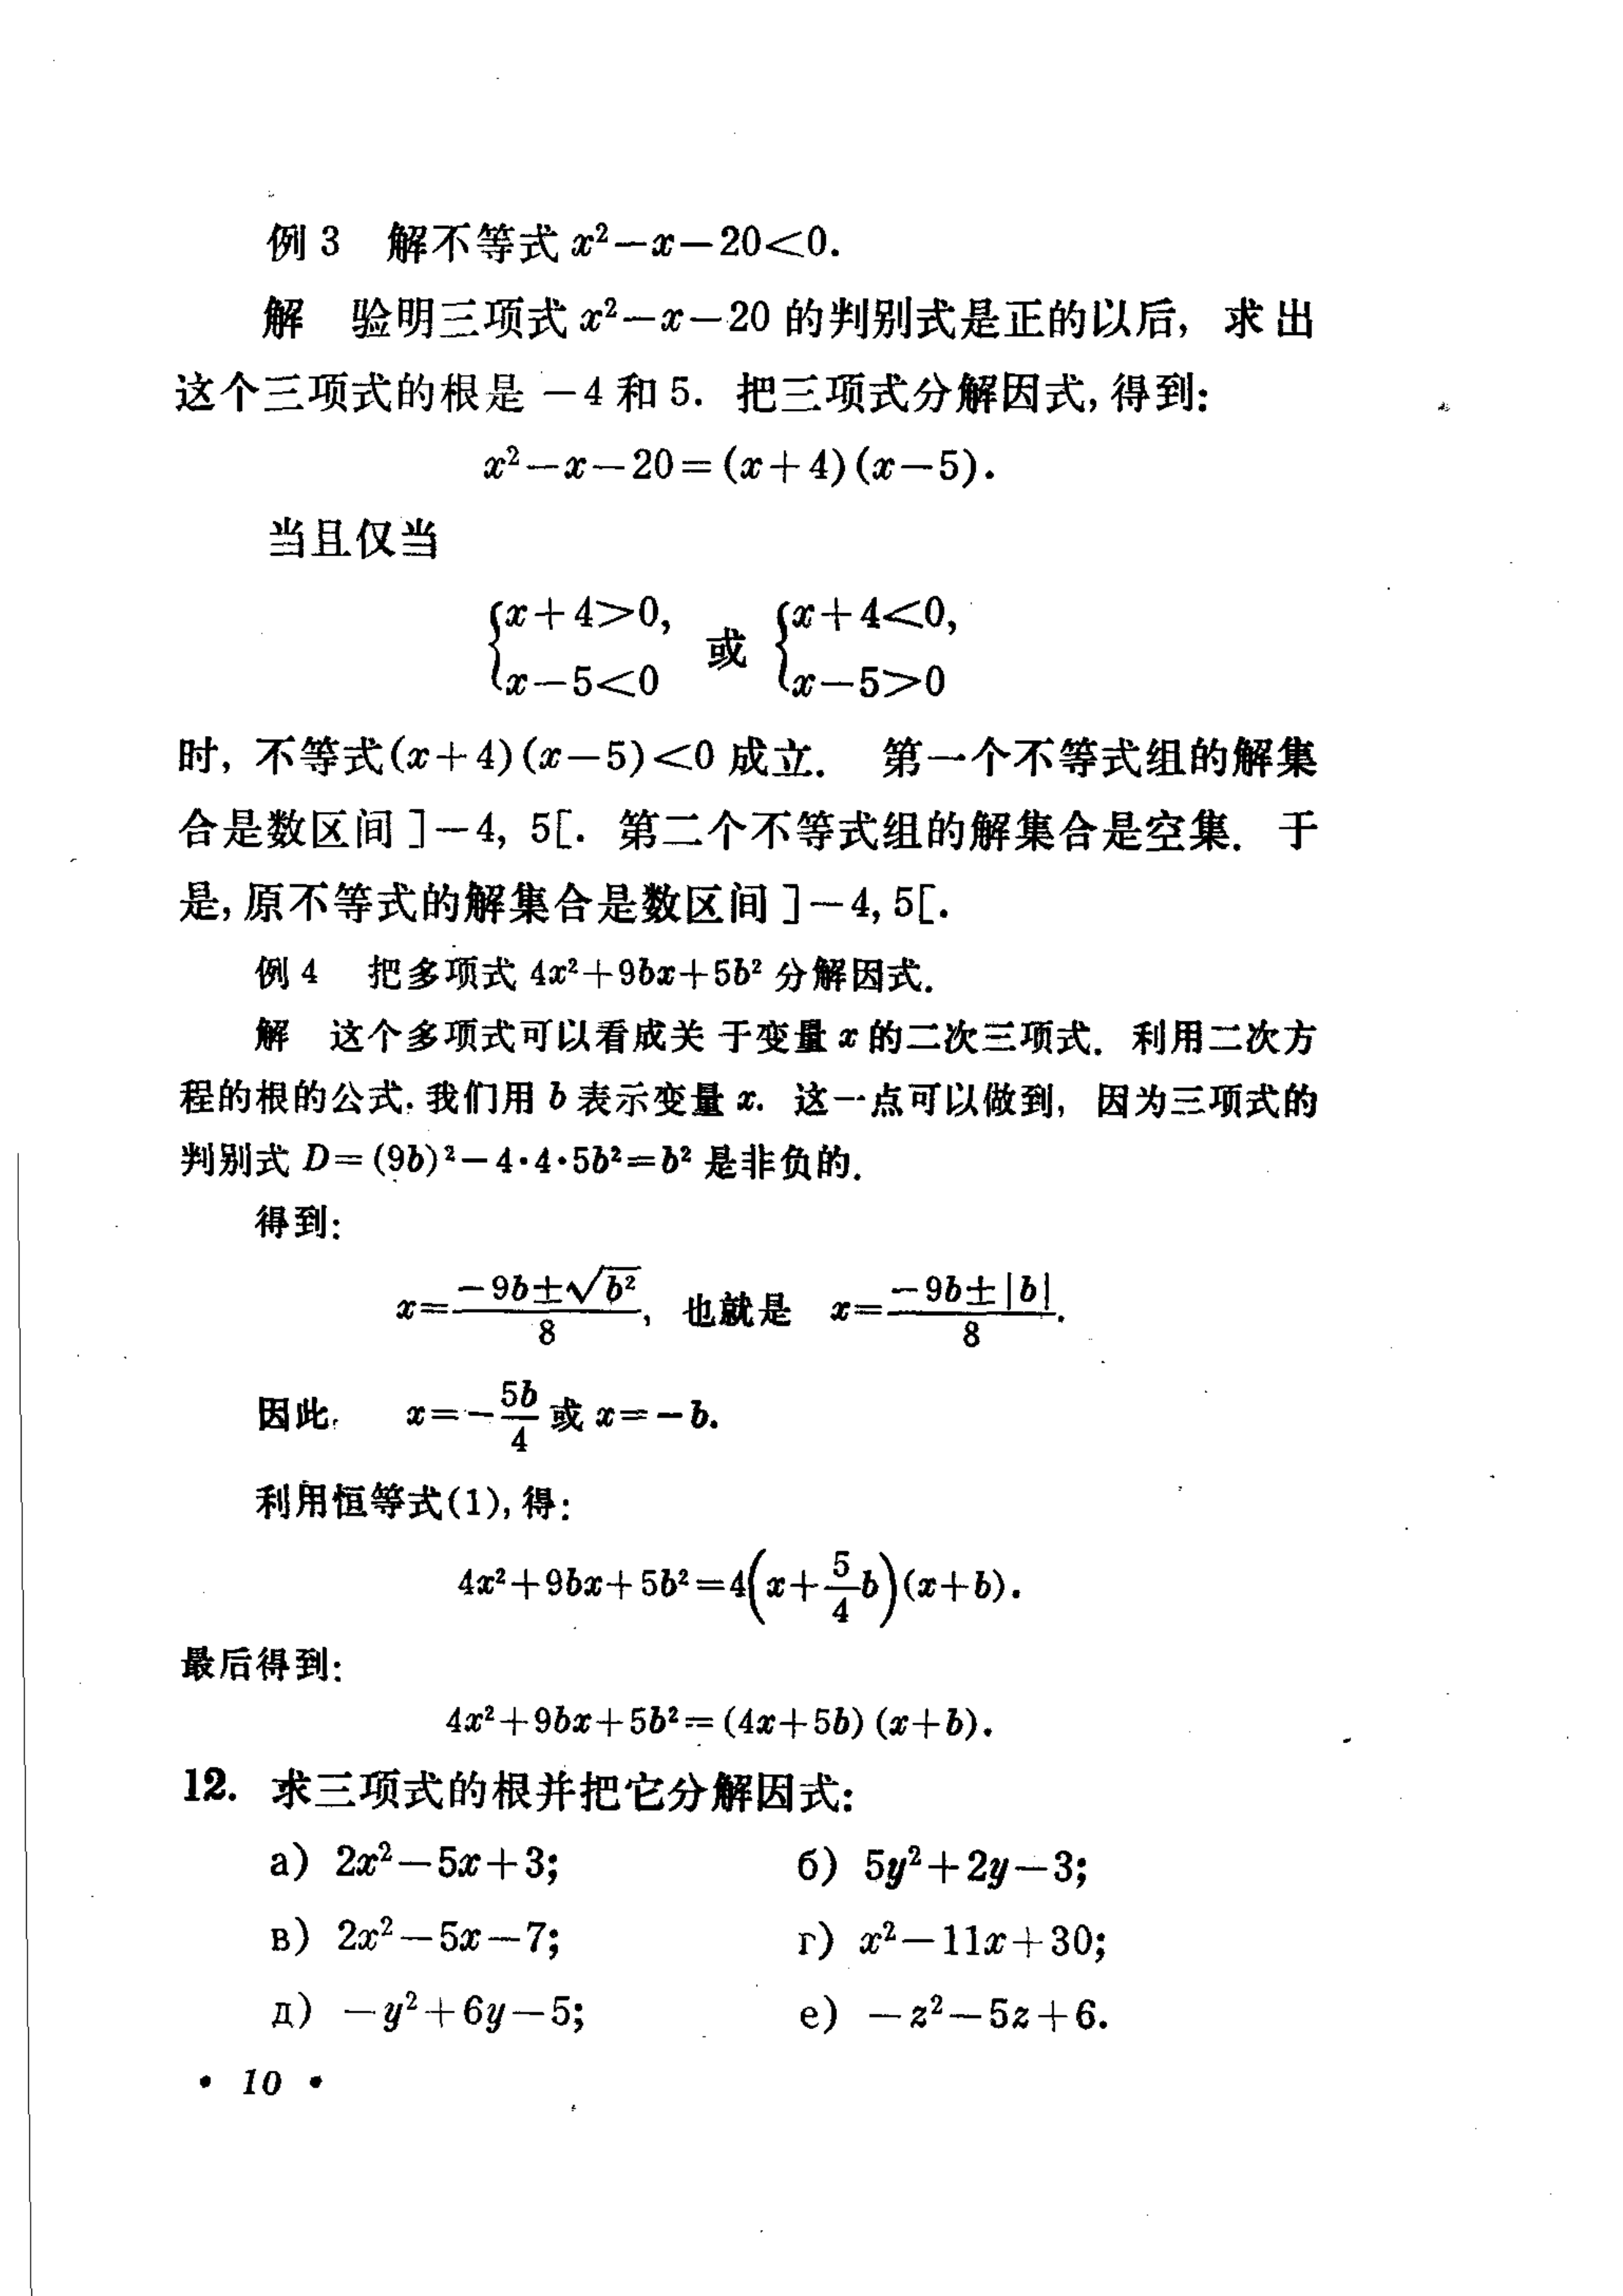 例 3 解不等式 x²－x－20＜0.
解 验明三项式 x²－x－20 的判别式是正的以后, 求出
这个三项式的根是 －4 和 5. 把三项式分解因式, 得到:
x²－x－20＝(x＋4)(x－5).
当且仅当
{x＋4＞0, x－5＜0 或 {x＋4＜0, x－5＞0
时, 不等式(x＋4)(x－5)＜0 成立. 第一个不等式组的解集
合是数区间 ]－4, 5[. 第二个不等式组的解集合是空集. 于
是, 原不等式的解集合是数区间 ]－4, 5[.
例 4 把多项式 4x²＋9bx＋5b² 分解因式.
解 这个多项式可以看成关于变量 x 的二次三项式. 利用二次方
程的根的公式. 我们用 b 表示变量 x. 这一点可以做到, 因为三项式的
判别式 D＝(9b)²－4·4·5b²＝b² 是非负的.
得到:
x＝(－9b±√b²)/8, 也就是 x＝(－9b±|b|)/8.
因此: x＝－5b/4 或 x＝－b.
利用恒等式(1), 得:
4x²＋9bx＋5b²＝4(x＋5/4 b)(x＋b).
最后得到:
4x²＋9bx＋5b²＝(4x＋5b)(x＋b).
12. 求三项式的根并把它分解因式:
а) 2x²－5x＋3; б) 5y²＋2y－3;
в) 2x²－5x－7; г) x²－11x＋30;
д) －y²＋6y－5; е) －z²－5z＋6.
· 10 ·